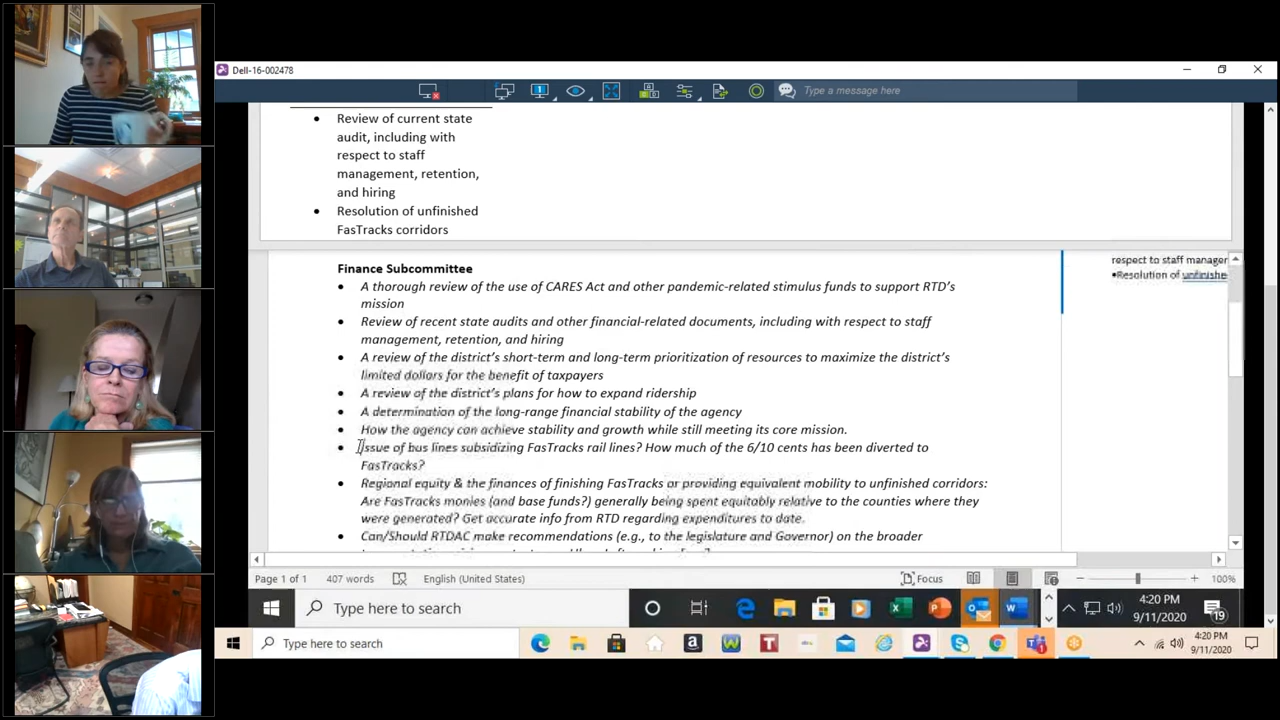 Dell-16-002478
Type a message here
• Review of current state
audit, including with
respect to staff
management, retention,
and hiring
• Resolution of unfinished
FasTracks corridors
respect to staff manager
•Resolution of unfinishe
Finance Subcommittee
• A thorough review of the use of CARES Act and other pandemic-related stimulus funds to support RTD's
mission
• Review of recent state audits and other financial-related documents, including with respect to staff
management, retention, and hiring
• A review of the district's short-term and long-term prioritization of resources to maximize the district's
limited dollars for the benefit of taxpayers
• A review of the district's plans for how to expand ridership
• A determination of the long-range financial stability of the agency
• How the agency can achieve stability and growth while still meeting its core mission.
• Issue of bus lines subsidizing FasTracks rail lines? How much of the 6/10 cents has been diverted to
FasTracks?
• Regional equity & the finances of finishing FasTracks or providing equivalent mobility to unfinished corridors:
Are FasTracks monies (and base funds?) generally being spent equitably relative to the counties where they
were generated? Get accurate info from RTD regarding expenditures to date.
• Can/Should RTDAC make recommendations (e.g., to the legislature and Governor) on the broader
Page 1 of 1 407 words English (United States) Focus 100%
Type here to search 4:20 PM
9/11/2020 19
Type here to search 4:20 PM
9/11/2020